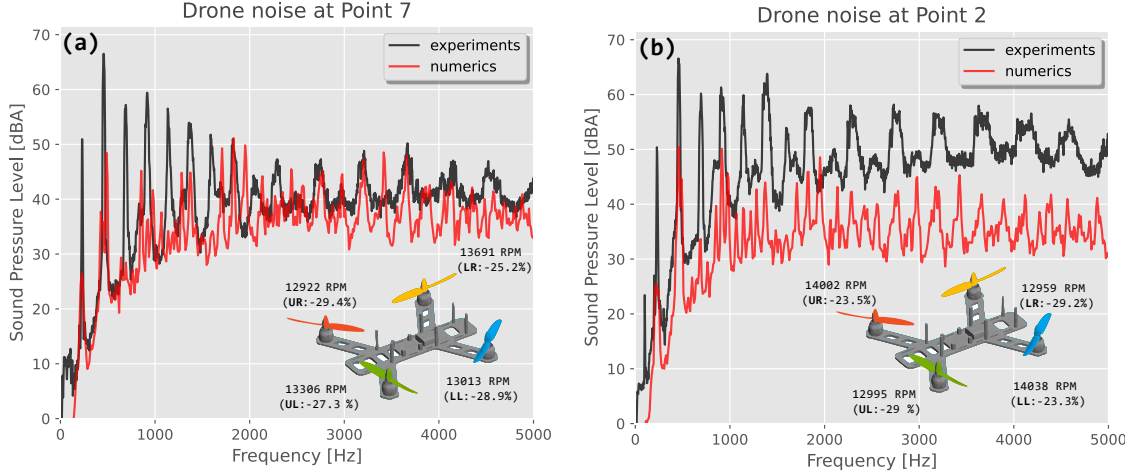 Drone noise at Point 7
(a)
experiments
numerics
70
60
50
40
30
20
10
0
Sound Pressure Level [dBA]
13691 RPM
(LR:-25.2%)
12922 RPM
(UR:-29.4%)
13306 RPM
(UL:-27.3 %)
13013 RPM
(LL:-28.9%)
0
1000
2000
3000
4000
5000
Frequency [Hz]
Drone noise at Point 2
(b)
experiments
numerics
70
60
50
40
30
20
10
0
Sound Pressure Level [dBA]
14002 RPM
(UR:-23.5%)
12959 RPM
(LR:-29.2%)
12995 RPM
(UL:-29 %)
14038 RPM
(LL:-23.3%)
0
1000
2000
3000
4000
5000
Frequency [Hz]